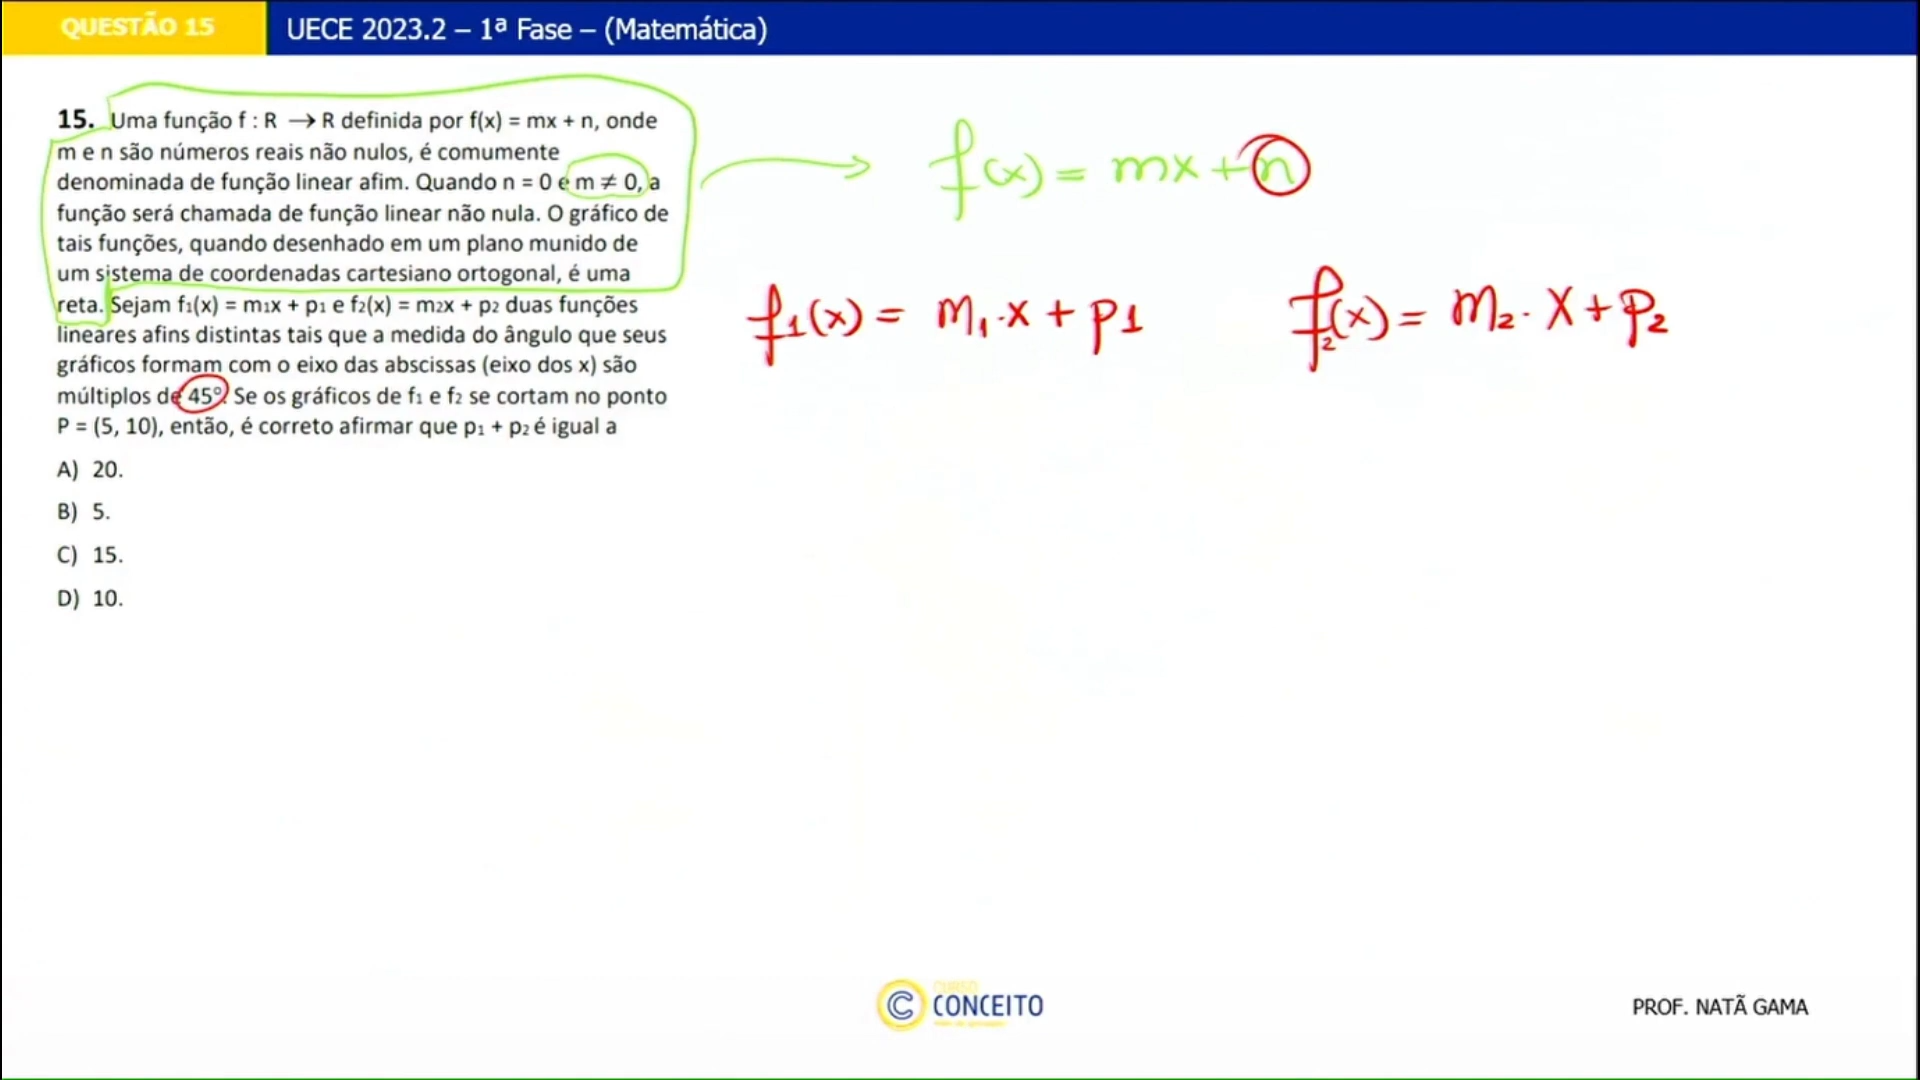 QUESTÃO 15
UECE 2023.2 – 1ª Fase – (Matemática)
15. Uma função f : R → R definida por f(x) = mx + n, onde
m e n são números reais não nulos, é comumente
denominada de função linear afim. Quando n = 0 e m ≠ 0, a
função será chamada de função linear não nula. O gráfico de
tais funções, quando desenhado em um plano munido de
um sistema de coordenadas cartesiano ortogonal, é uma
reta. Sejam f₁(x) = m₁x + p₁ e f₂(x) = m₂x + p₂ duas funções
lineares afins distintas tais que a medida do ângulo que seus
gráficos formam com o eixo das abscissas (eixo dos x) são
múltiplos de 45°. Se os gráficos de f₁ e f₂ se cortam no ponto
P = (5, 10), então, é correto afirmar que p₁ + p₂ é igual a
A) 20.
B) 5.
C) 15.
D) 10.
f(x) = mx + n
f₁(x) = m₁·x + p₁
f₂(x) = m₂·x + p₂
CURSO
CONCEITO
PROF. NATÃ GAMA